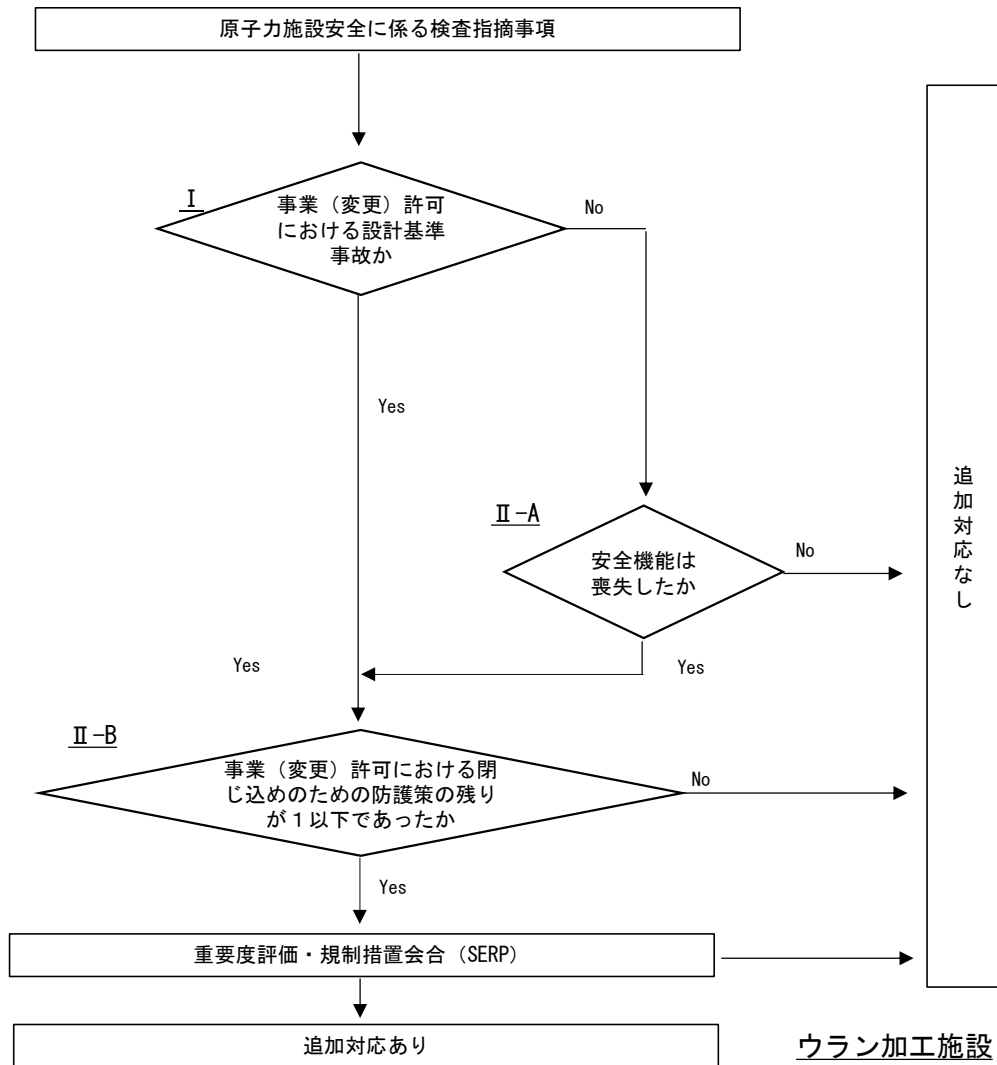 原子力施設安全に係る検査指摘事項
Ⅰ
事業（変更）許可
における設計基準
事故か
No
Yes
Ⅱ-A
安全機能は
喪失したか
No
追加対応なし
Yes
Yes
Ⅱ-B
事業（変更）許可における閉
じ込めのための防護策の残り
が１以下であったか
No
Yes
重要度評価・規制措置会合（SERP）
追加対応あり
ウラン加工施設